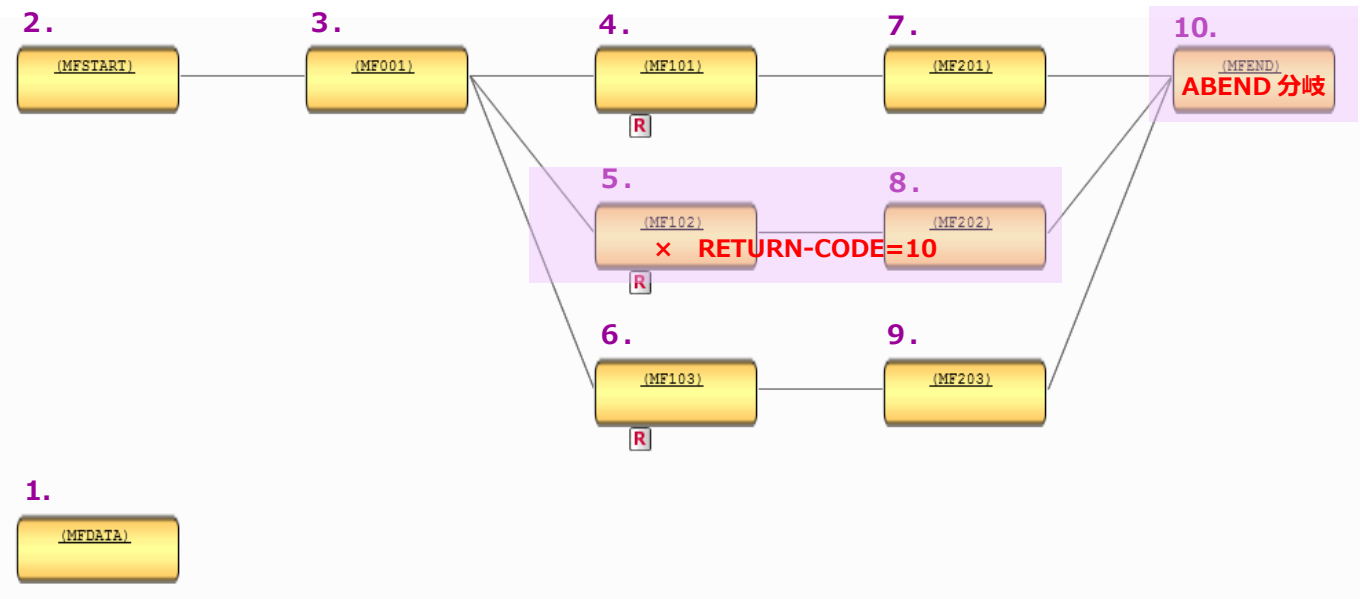 2.
3.
4.
7.
10.
(MFSTART)
(MF001)
(MF101)
(MF201)
(MFEND)
ABEND 分岐
R
5.
8.
(MF102)
(MF202)
× RETURN-CODE=10
R
6.
9.
(MF103)
(MF203)
R
1.
(MFDATA)